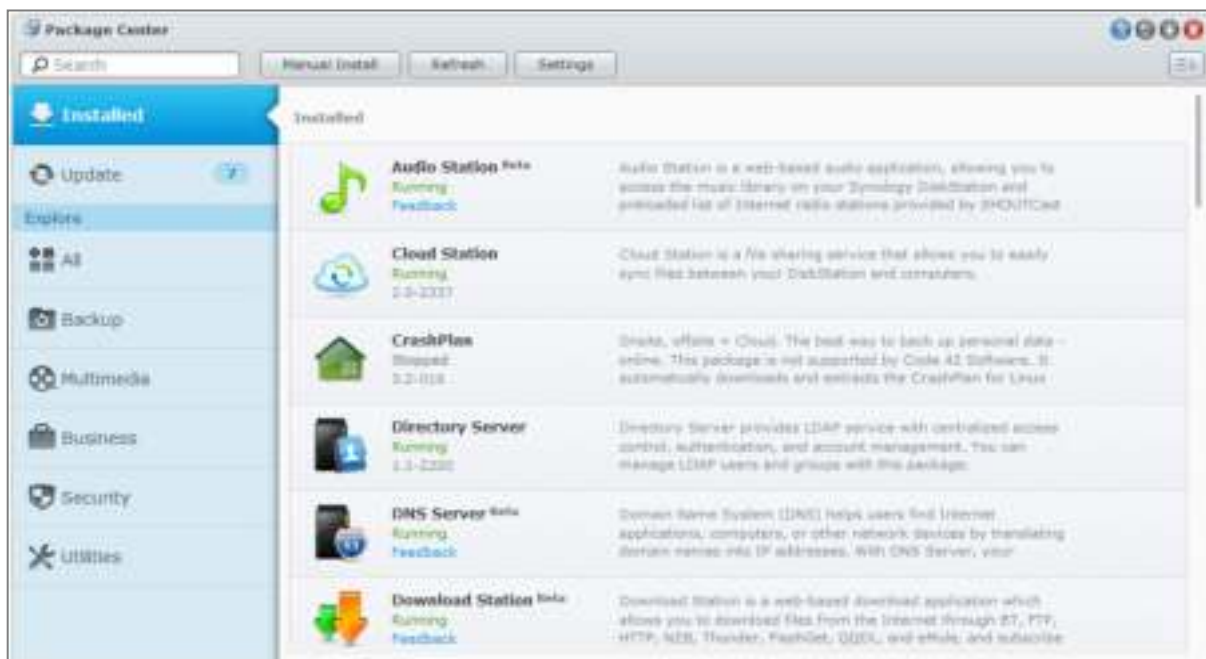 Package Center
Search
Manual Install
Refresh
Settings
Installed
Update
Explore
All
Backup
Multimedia
Business
Security
Utilities
Installed
Audio Station Beta
Running
Feedback
Audio Station is a web-based audio application, allowing you to
access the music library on your Synology DiskStation and
preloaded list of Internet radio stations provided by SHOUTCast
Cloud Station
Running
2.0-2337
Cloud Station is a file sharing service that allows you to easily
sync files between your DiskStation and computers.
CrashPlan
Stopped
Onsite, offsite + Cloud. The best way to back up personal data -
online. This package is not supported by Code 42 Software. It
automatically downloads and extracts the CrashPlan for Linux
Directory Server
Running
Directory Server provides LDAP service with centralized access
control, authentication, and account management. You can
manage LDAP users and groups with this package.
DNS Server Beta
Running
Feedback
Domain Name System (DNS) helps users find Internet
applications, computers, or other network devices by translating
domain names into IP addresses. With DNS Server, your
Download Station Beta
Running
Feedback
Download Station is a web-based download application which
allows you to download files from the Internet through BT, FTP,
HTTP, NZB, Thunder, FlashGet, QQDL, and eMule, and subscribe